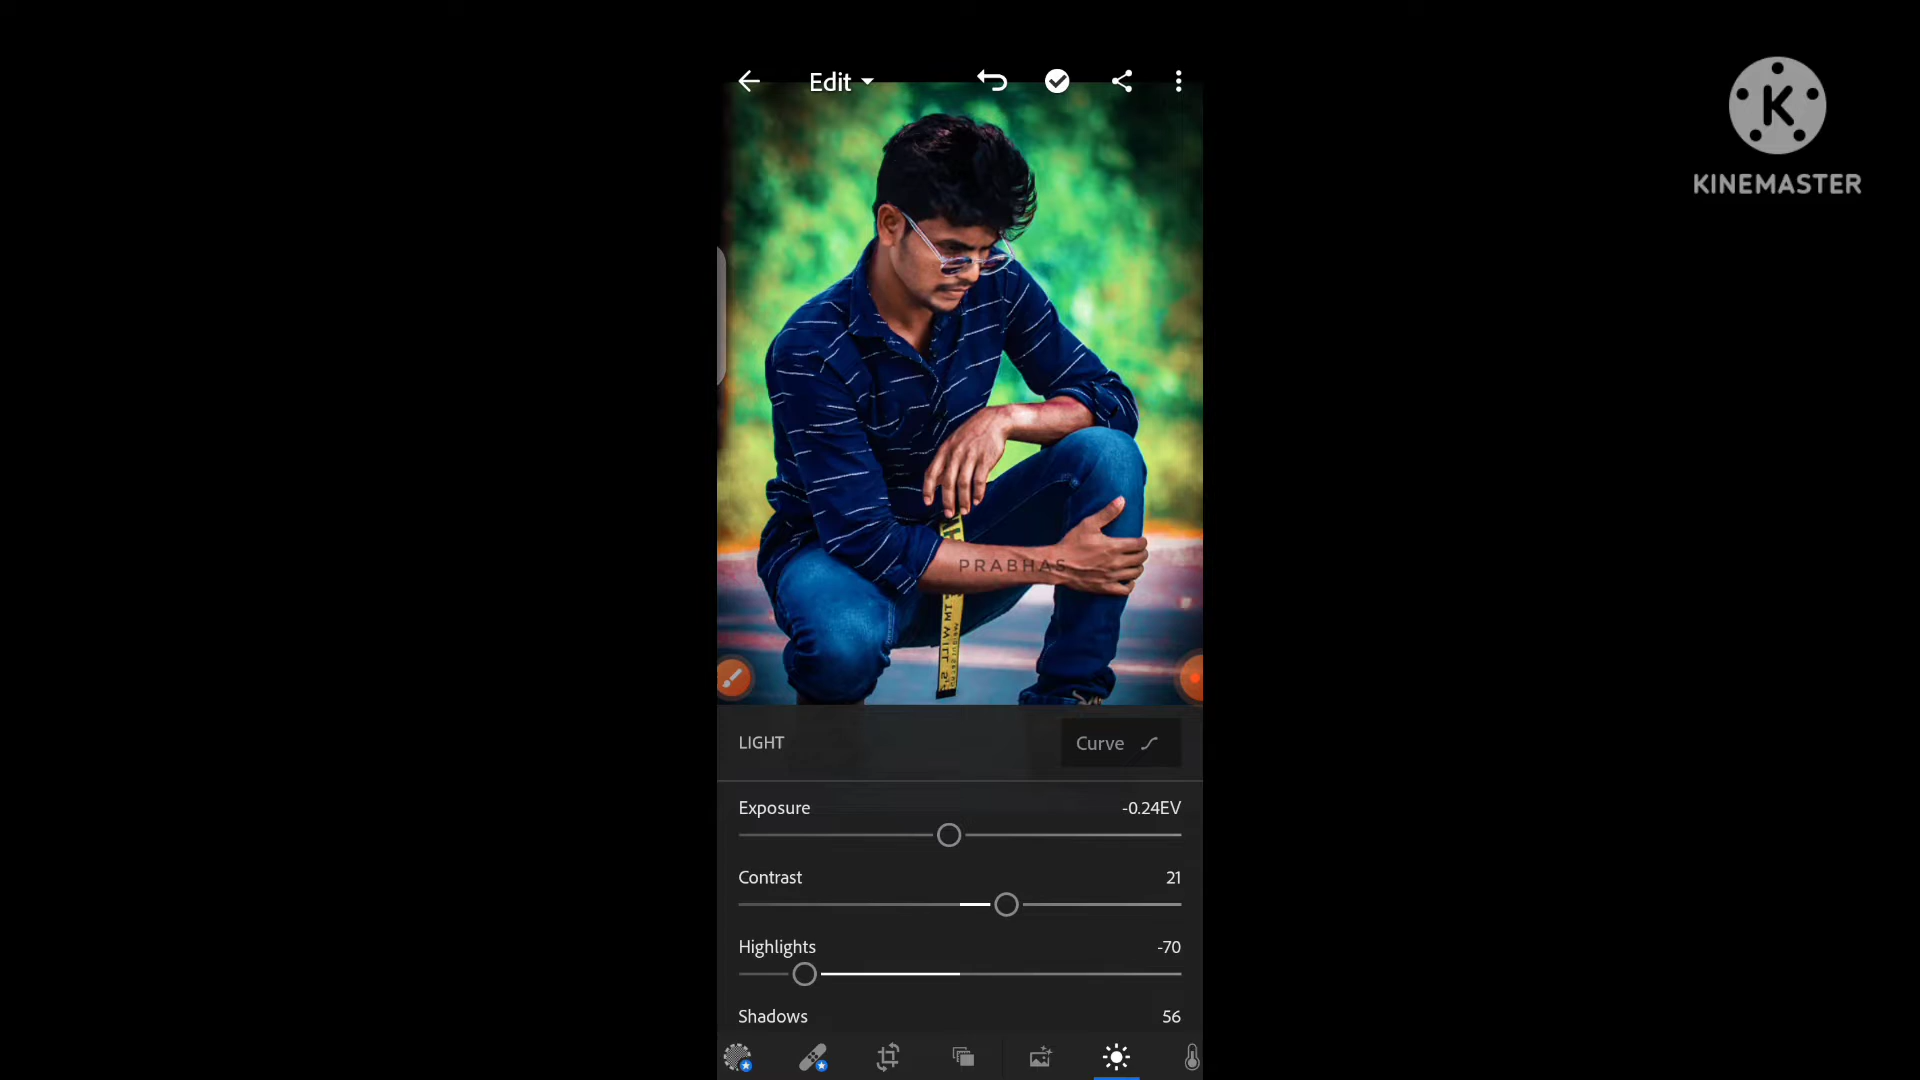 Edit
KINEMASTER
PRABHAS
LIGHT
Curve
Exposure -0.24EV
Contrast 21
Highlights -70
Shadows 56